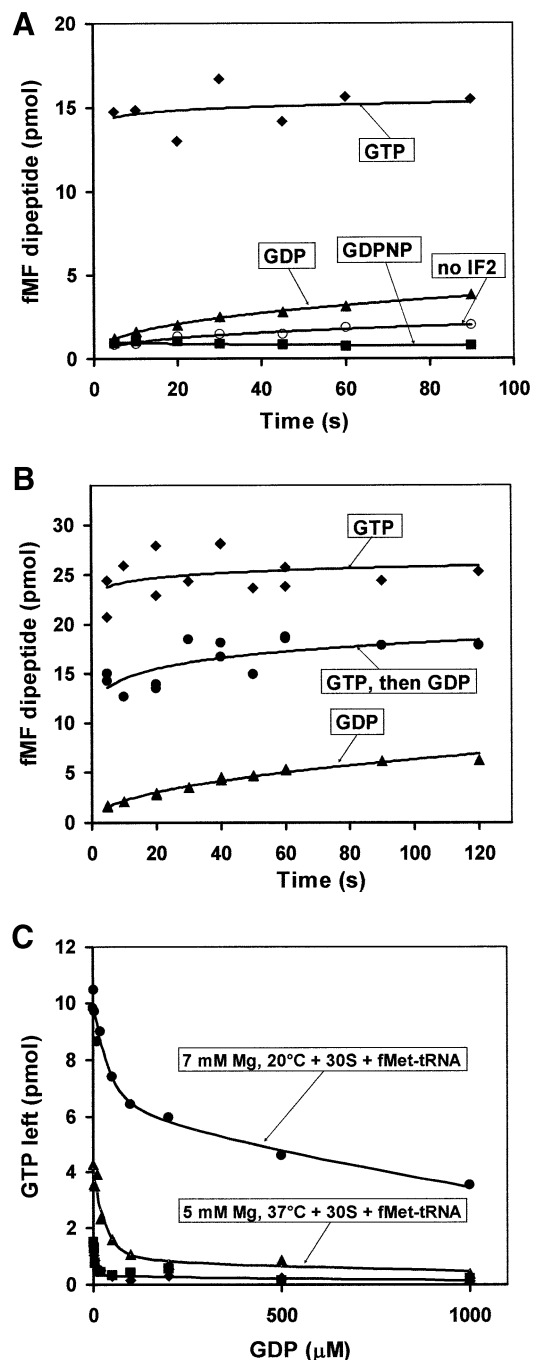 A
20
15
10
5
0
fMF dipeptide (pmol)
GTP
GDP
GDPNP
no IF2
0 20 40 60 80 100
Time (s)
B
30
25
20
15
10
5
0
fMF dipeptide (pmol)
GTP
GTP, then GDP
GDP
0 20 40 60 80 100 120
Time (s)
C
12
10
8
6
4
2
0
GTP left (pmol)
7 mM Mg, 20°C + 30S + fMet-tRNA
5 mM Mg, 37°C + 30S + fMet-tRNA
0 500 1000
GDP (µM)